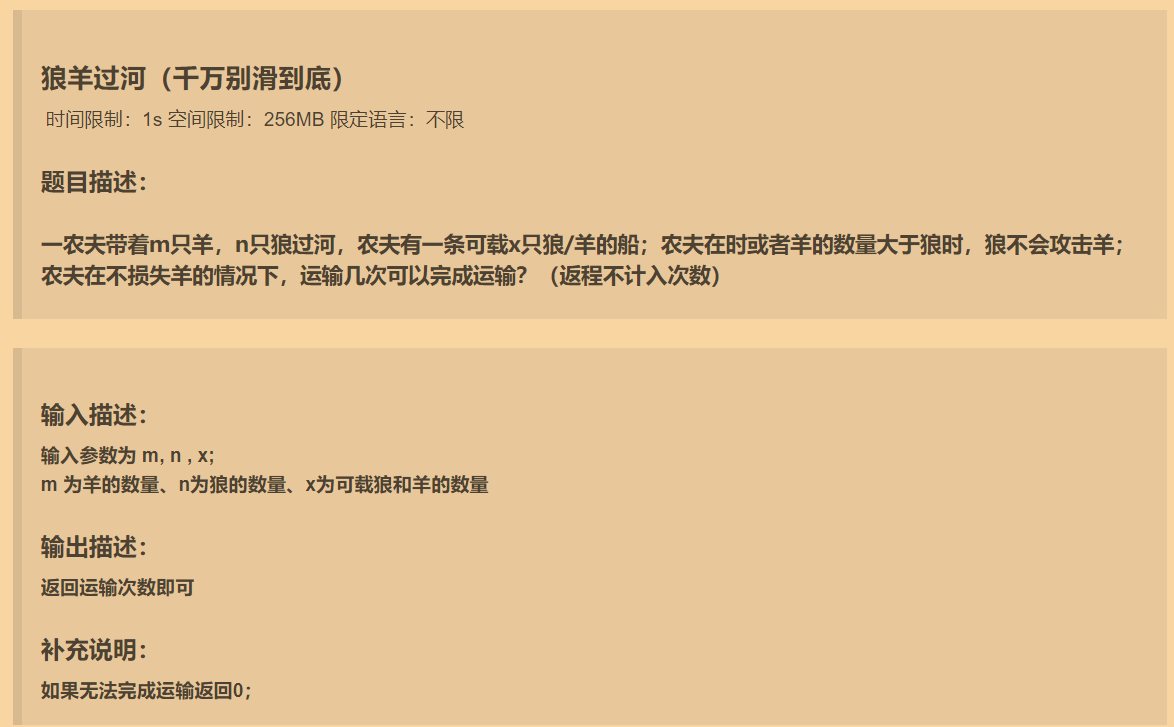 狼羊过河（千万别滑到底）
时间限制：1s 空间限制：256MB 限定语言：不限
题目描述：
一农夫带着m只羊，n只狼过河，农夫有一条可载x只狼/羊的船；农夫在时或者羊的数量大于狼时，狼不会攻击羊；
农夫在不损失羊的情况下，运输几次可以完成运输？（返程不计入次数）
输入描述：
输入参数为 m, n , x;
m 为羊的数量、n为狼的数量、x为可载狼和羊的数量
输出描述：
返回运输次数即可
补充说明：
如果无法完成运输返回0；